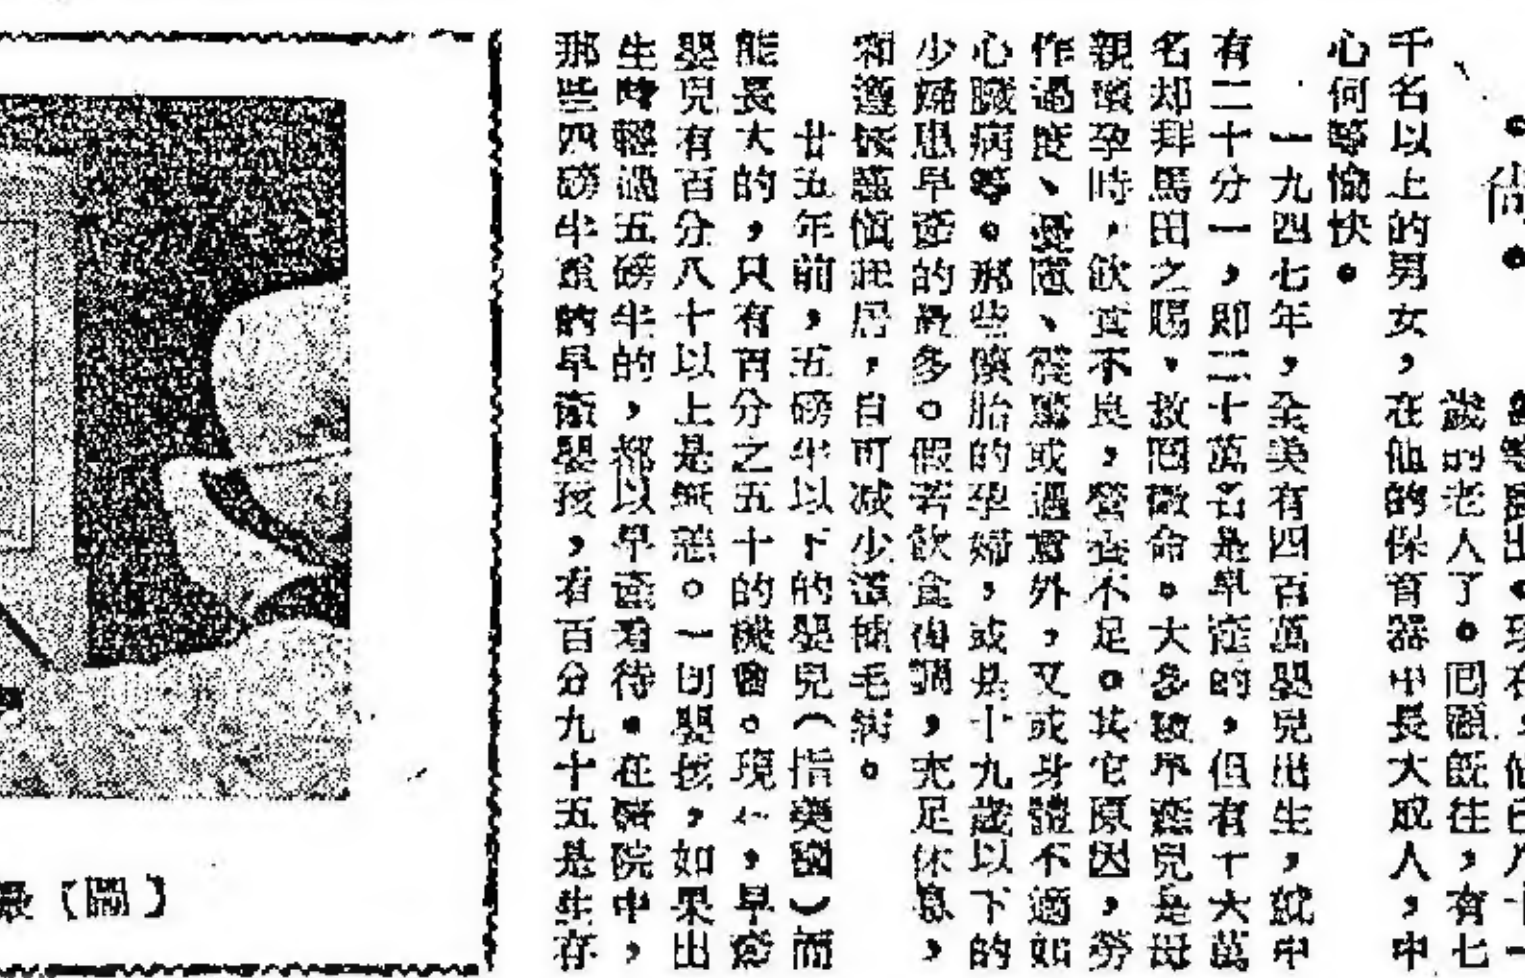 尚
歲的老人了。回顧既往，有七
千名以上的男女，在他的保育器中長大成人，中
心何等愉快。
一九四七年，全美有四百萬嬰兒出生，就中
有二十分一，即二十萬名是早產的，但有十大萬
名却拜馬田之賜，救回微命。大多數早產兒是母
親懷孕時，飲食不良，營養不足。其它原因，勞
作過度、憂慮、震驚或過重外，又或身體不適如
心臟病等。那些懷胎的孕婦，或是十九歲以下的
少婦患早產的最多。假若飲食得調，充足休息，
和謹慎起居，自可減少這種毛病。
廿五年前，五磅半以下的嬰兒（指美國）而
能長大的，只有百分之五十的機會。現，早產
嬰兒有百分八十以上是無恙。一切嬰孩，如果出
生時輕過五磅半的，都以早產看待。在醫院中，
那些四磅半重的早產嬰孩，有百分九十五是生存
（圖）